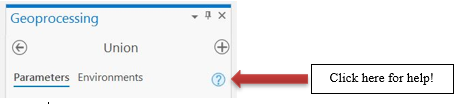 Geoprocessing
Union
Parameters Environments
Click here for help!